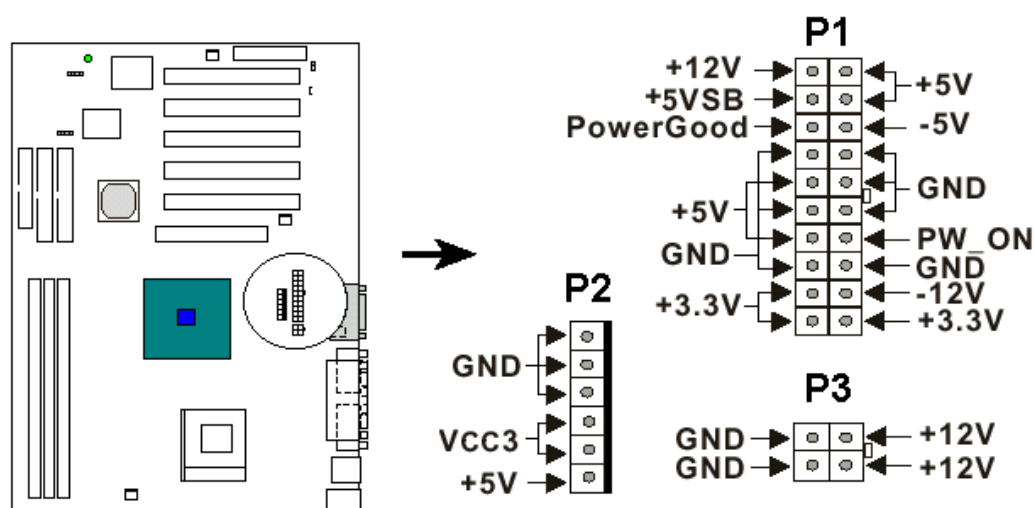 P1
+12V
+5VSB
PowerGood
+5V
GND
+3.3V
+5V
-5V
GND
PW_ON
GND
-12V
+3.3V
P2
GND
VCC3
+5V
P3
GND
GND
+12V
+12V